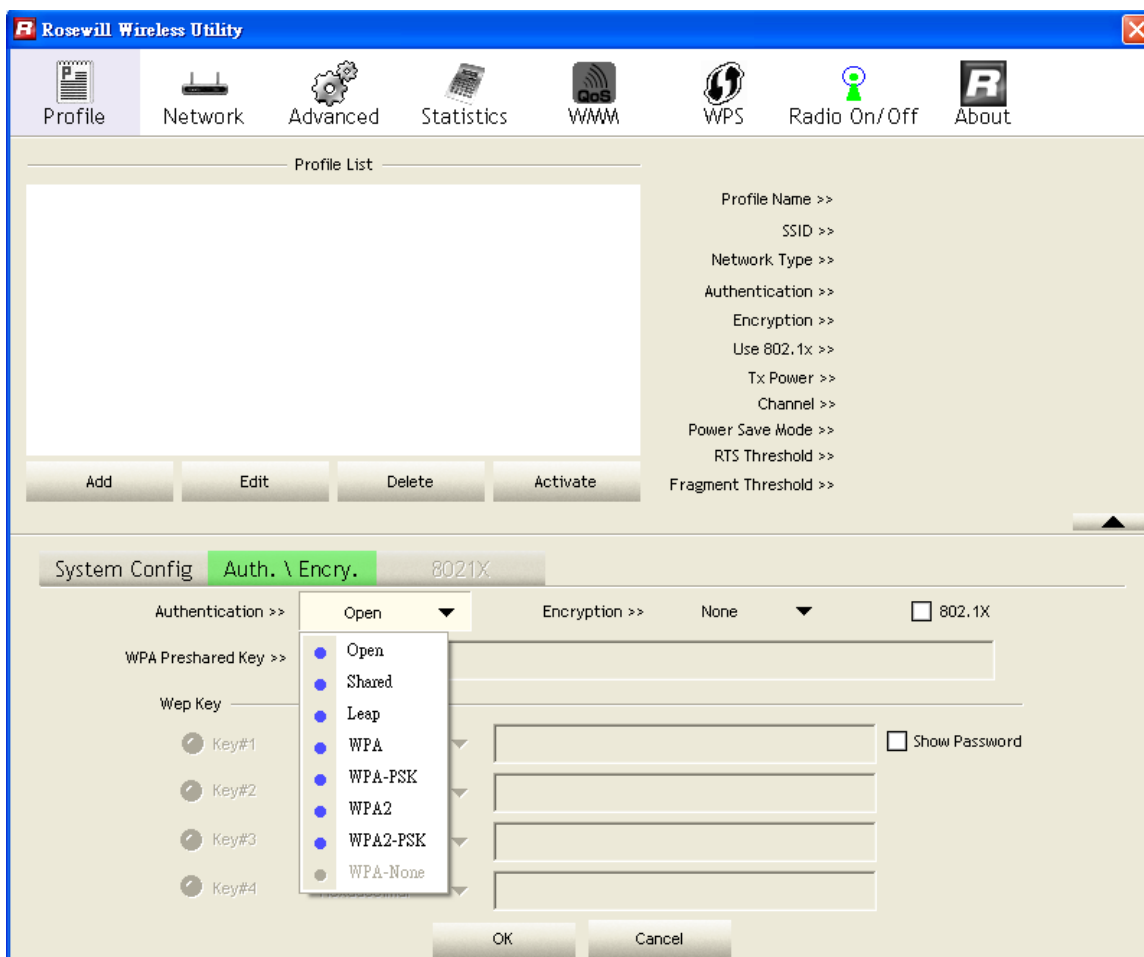 Rosewill Wireless Utility
Profile Network Advanced Statistics QoS WMM WPS Radio On/Off R About
Profile List
Profile Name >>
SSID >>
Network Type >>
Authentication >>
Encryption >>
Use 802.1x >>
Tx Power >>
Channel >>
Power Save Mode >>
RTS Threshold >>
Fragment Threshold >>
Add Edit Delete Activate
System Config Auth. \ Encry. 8021X
Authentication >> Open Encryption >> None 802.1X
WPA Preshared Key >>
Open
Shared
Leap
WPA
WPA-PSK
WPA2
WPA2-PSK
WPA-None
Wep Key
Key#1 Show Password
Key#2
Key#3
Key#4
OK Cancel